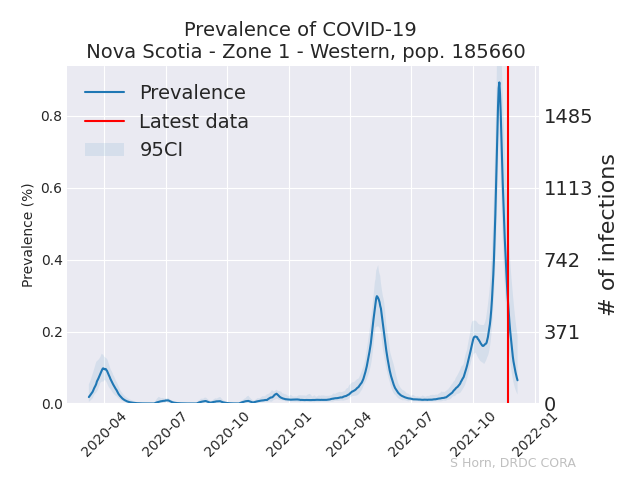 Prevalence of COVID-19
Nova Scotia - Zone 1 - Western, pop. 185660
Prevalence
Latest data
95CI
Prevalence (%)
0.8
0.6
0.4
0.2
0.0
1485
1113
742
371
0
# of infections
2020-04
2020-07
2020-10
2021-01
2021-04
2021-07
2021-10
2022-01
S Horn, DRDC CORA